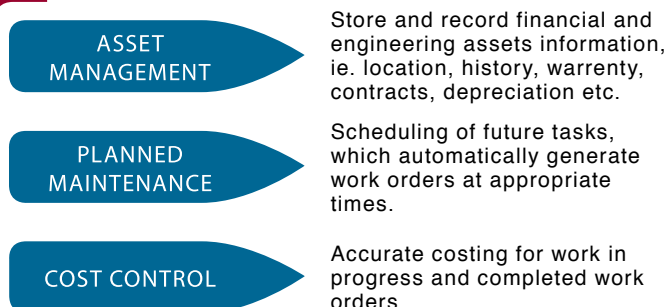 ASSET
MANAGEMENT
Store and record financial and
engineering assets information,
ie. location, history, warrenty,
contracts, depreciation etc.
PLANNED
MAINTENANCE
Scheduling of future tasks,
which automatically generate
work orders at appropriate
times.
COST CONTROL
Accurate costing for work in
progress and completed work
orders